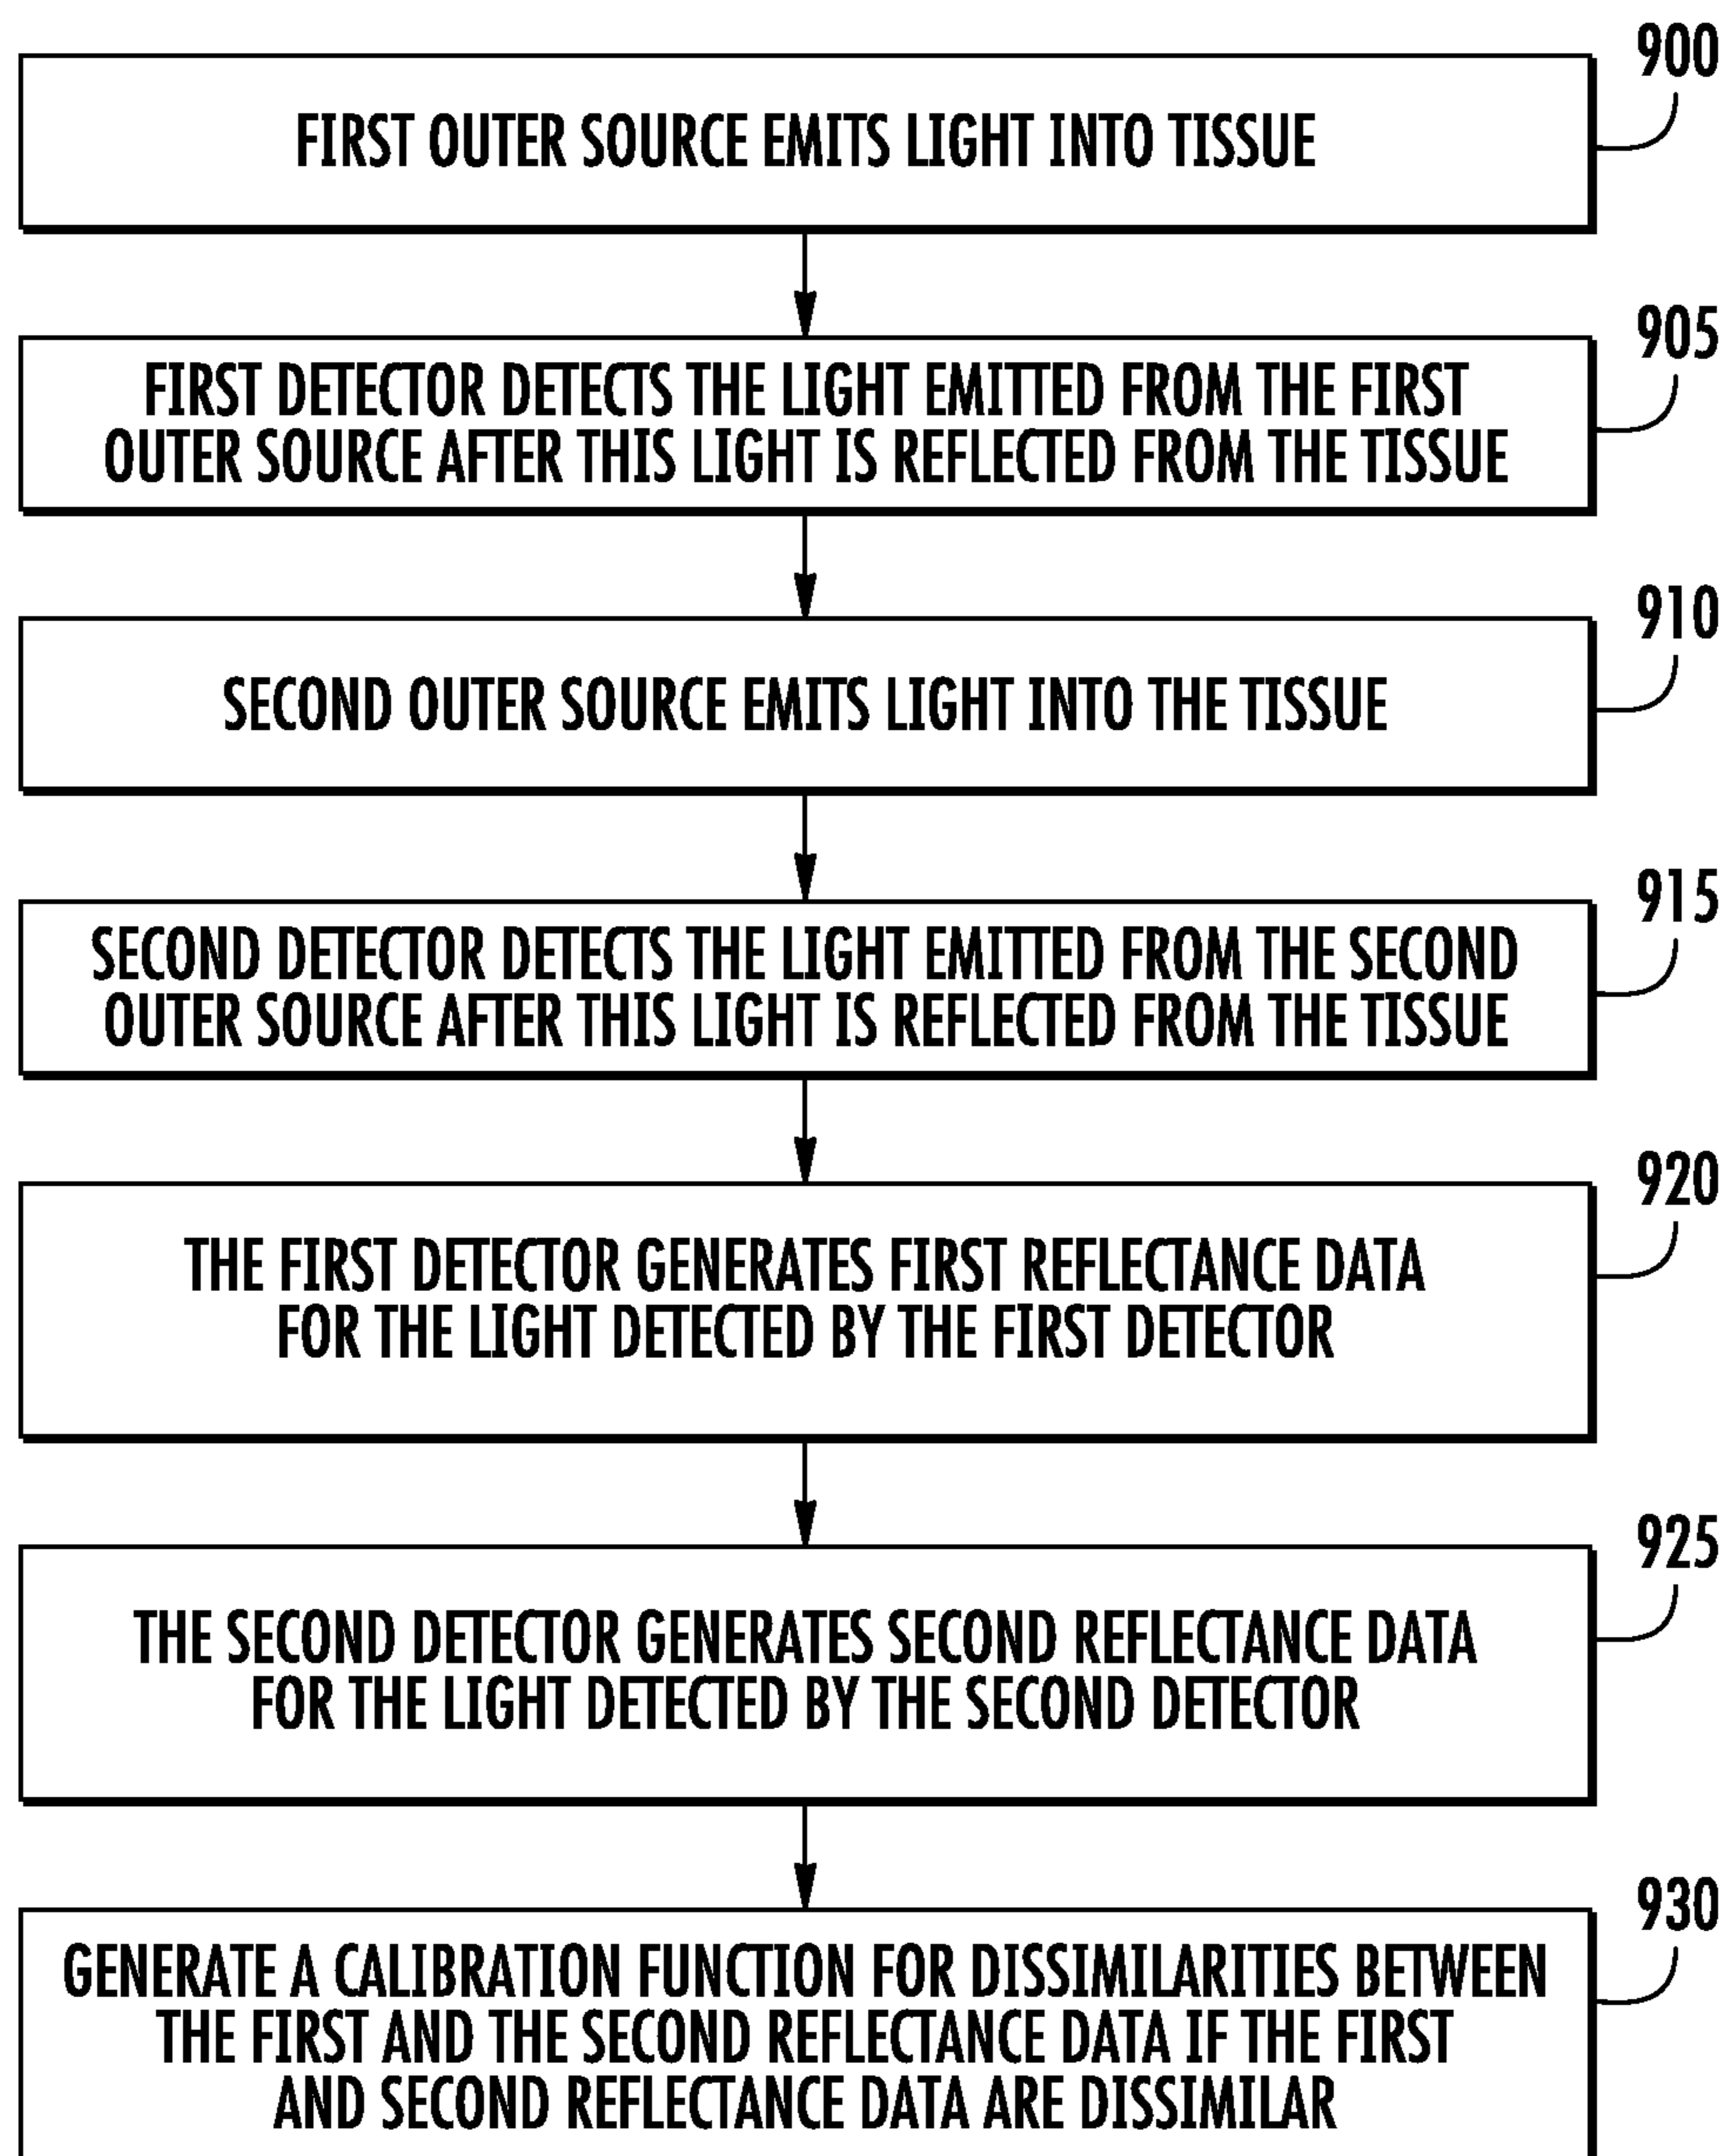 900
FIRST OUTER SOURCE EMITS LIGHT INTO TISSUE
905
FIRST DETECTOR DETECTS THE LIGHT EMITTED FROM THE FIRST
OUTER SOURCE AFTER THIS LIGHT IS REFLECTED FROM THE TISSUE
910
SECOND OUTER SOURCE EMITS LIGHT INTO THE TISSUE
915
SECOND DETECTOR DETECTS THE LIGHT EMITTED FROM THE SECOND
OUTER SOURCE AFTER THIS LIGHT IS REFLECTED FROM THE TISSUE
920
THE FIRST DETECTOR GENERATES FIRST REFLECTANCE DATA
FOR THE LIGHT DETECTED BY THE FIRST DETECTOR
925
THE SECOND DETECTOR GENERATES SECOND REFLECTANCE DATA
FOR THE LIGHT DETECTED BY THE SECOND DETECTOR
930
GENERATE A CALIBRATION FUNCTION FOR DISSIMILARITIES BETWEEN
THE FIRST AND THE SECOND REFLECTANCE DATA IF THE FIRST
AND SECOND REFLECTANCE DATA ARE DISSIMILAR